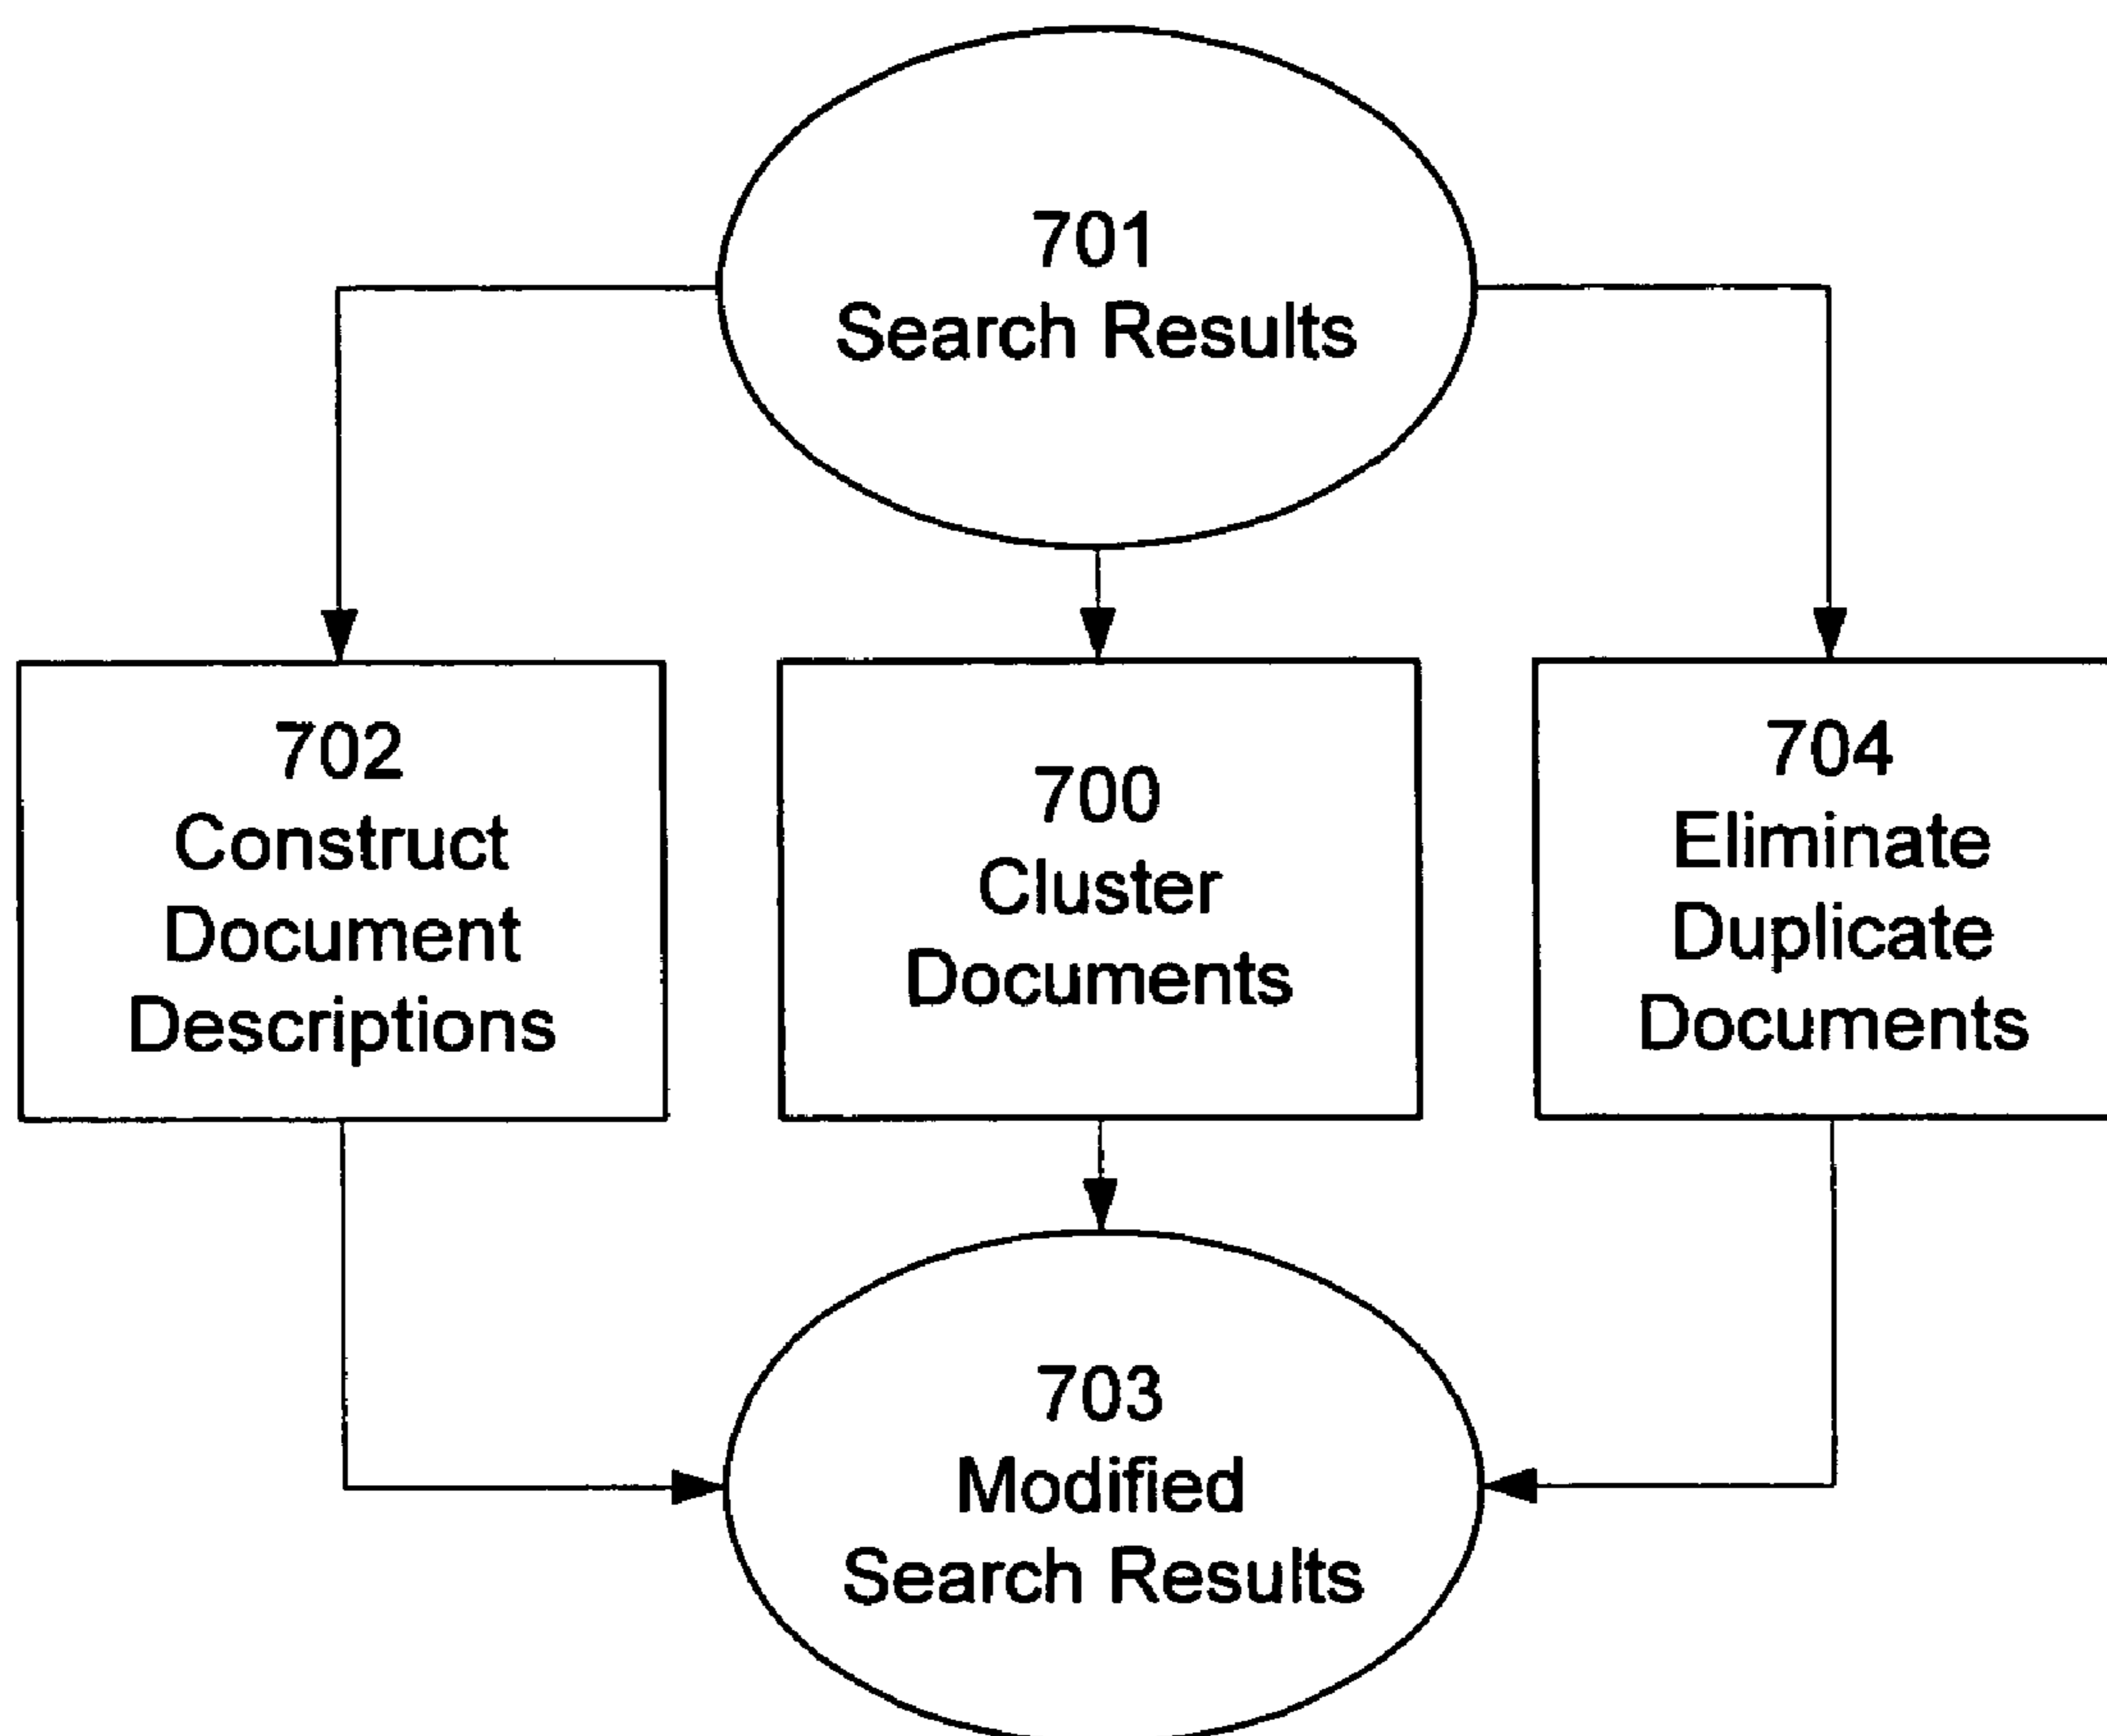 701
Search Results
702
Construct
Document
Descriptions
700
Cluster
Documents
704
Eliminate
Duplicate
Documents
703
Modified
Search Results